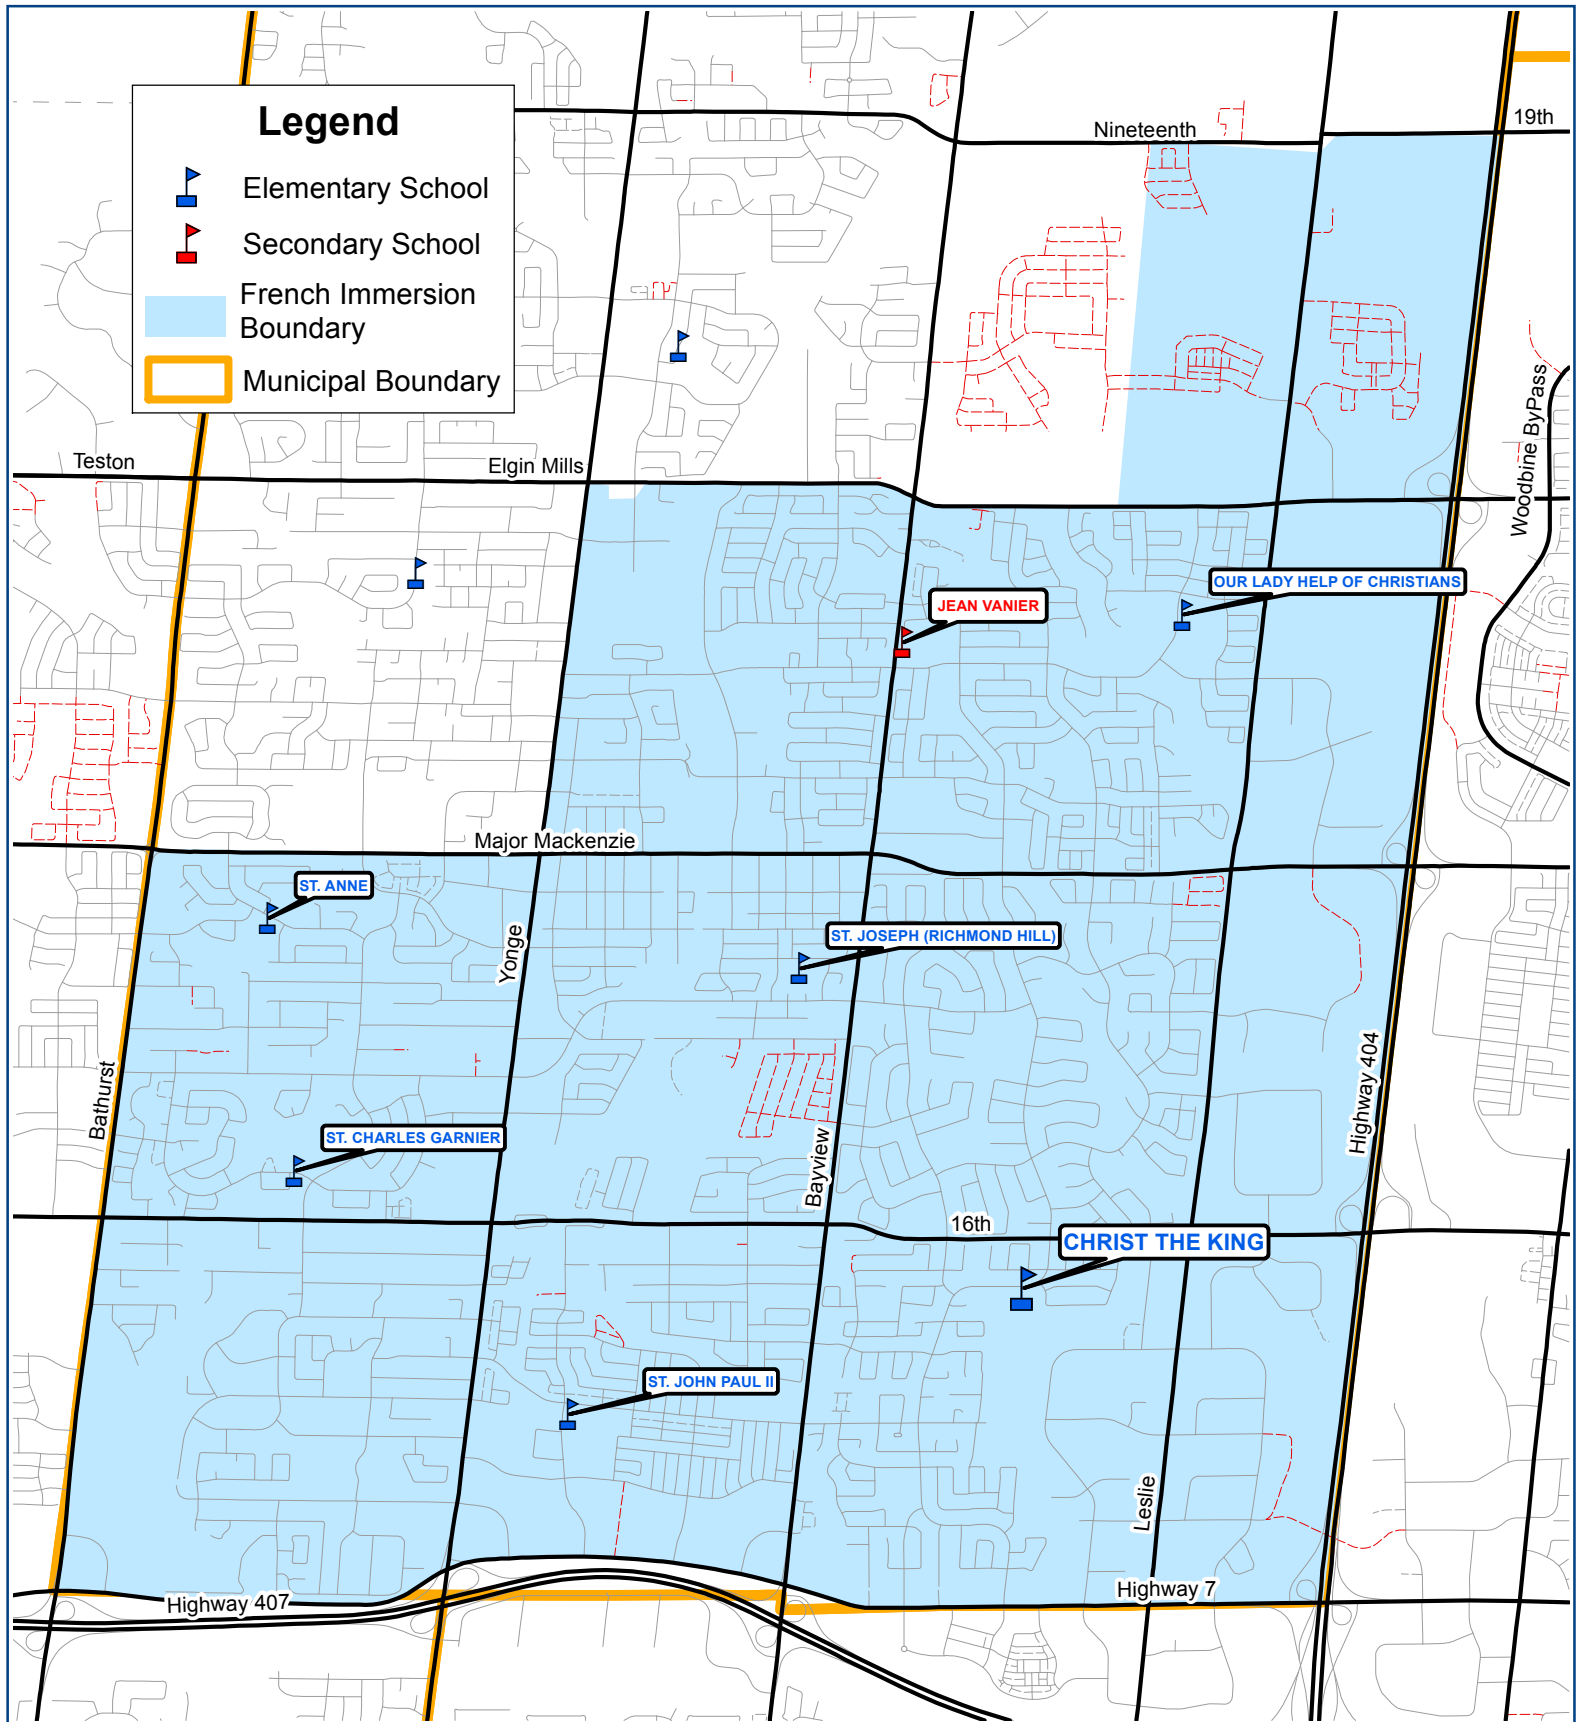 Legend
Elementary School
Secondary School
French Immersion
Boundary
Municipal Boundary
Nineteenth
19th
Teston
Elgin Mills
Woodbine ByPass
OUR LADY HELP OF CHRISTIANS
JEAN VANIER
Major Mackenzie
ST. ANNE
Yonge
ST. JOSEPH (RICHMOND HILL)
Bathurst
Highway 404
ST. CHARLES GARNIER
Bayview
16th
CHRIST THE KING
ST. JOHN PAUL II
Leslie
Highway 407
Highway 7